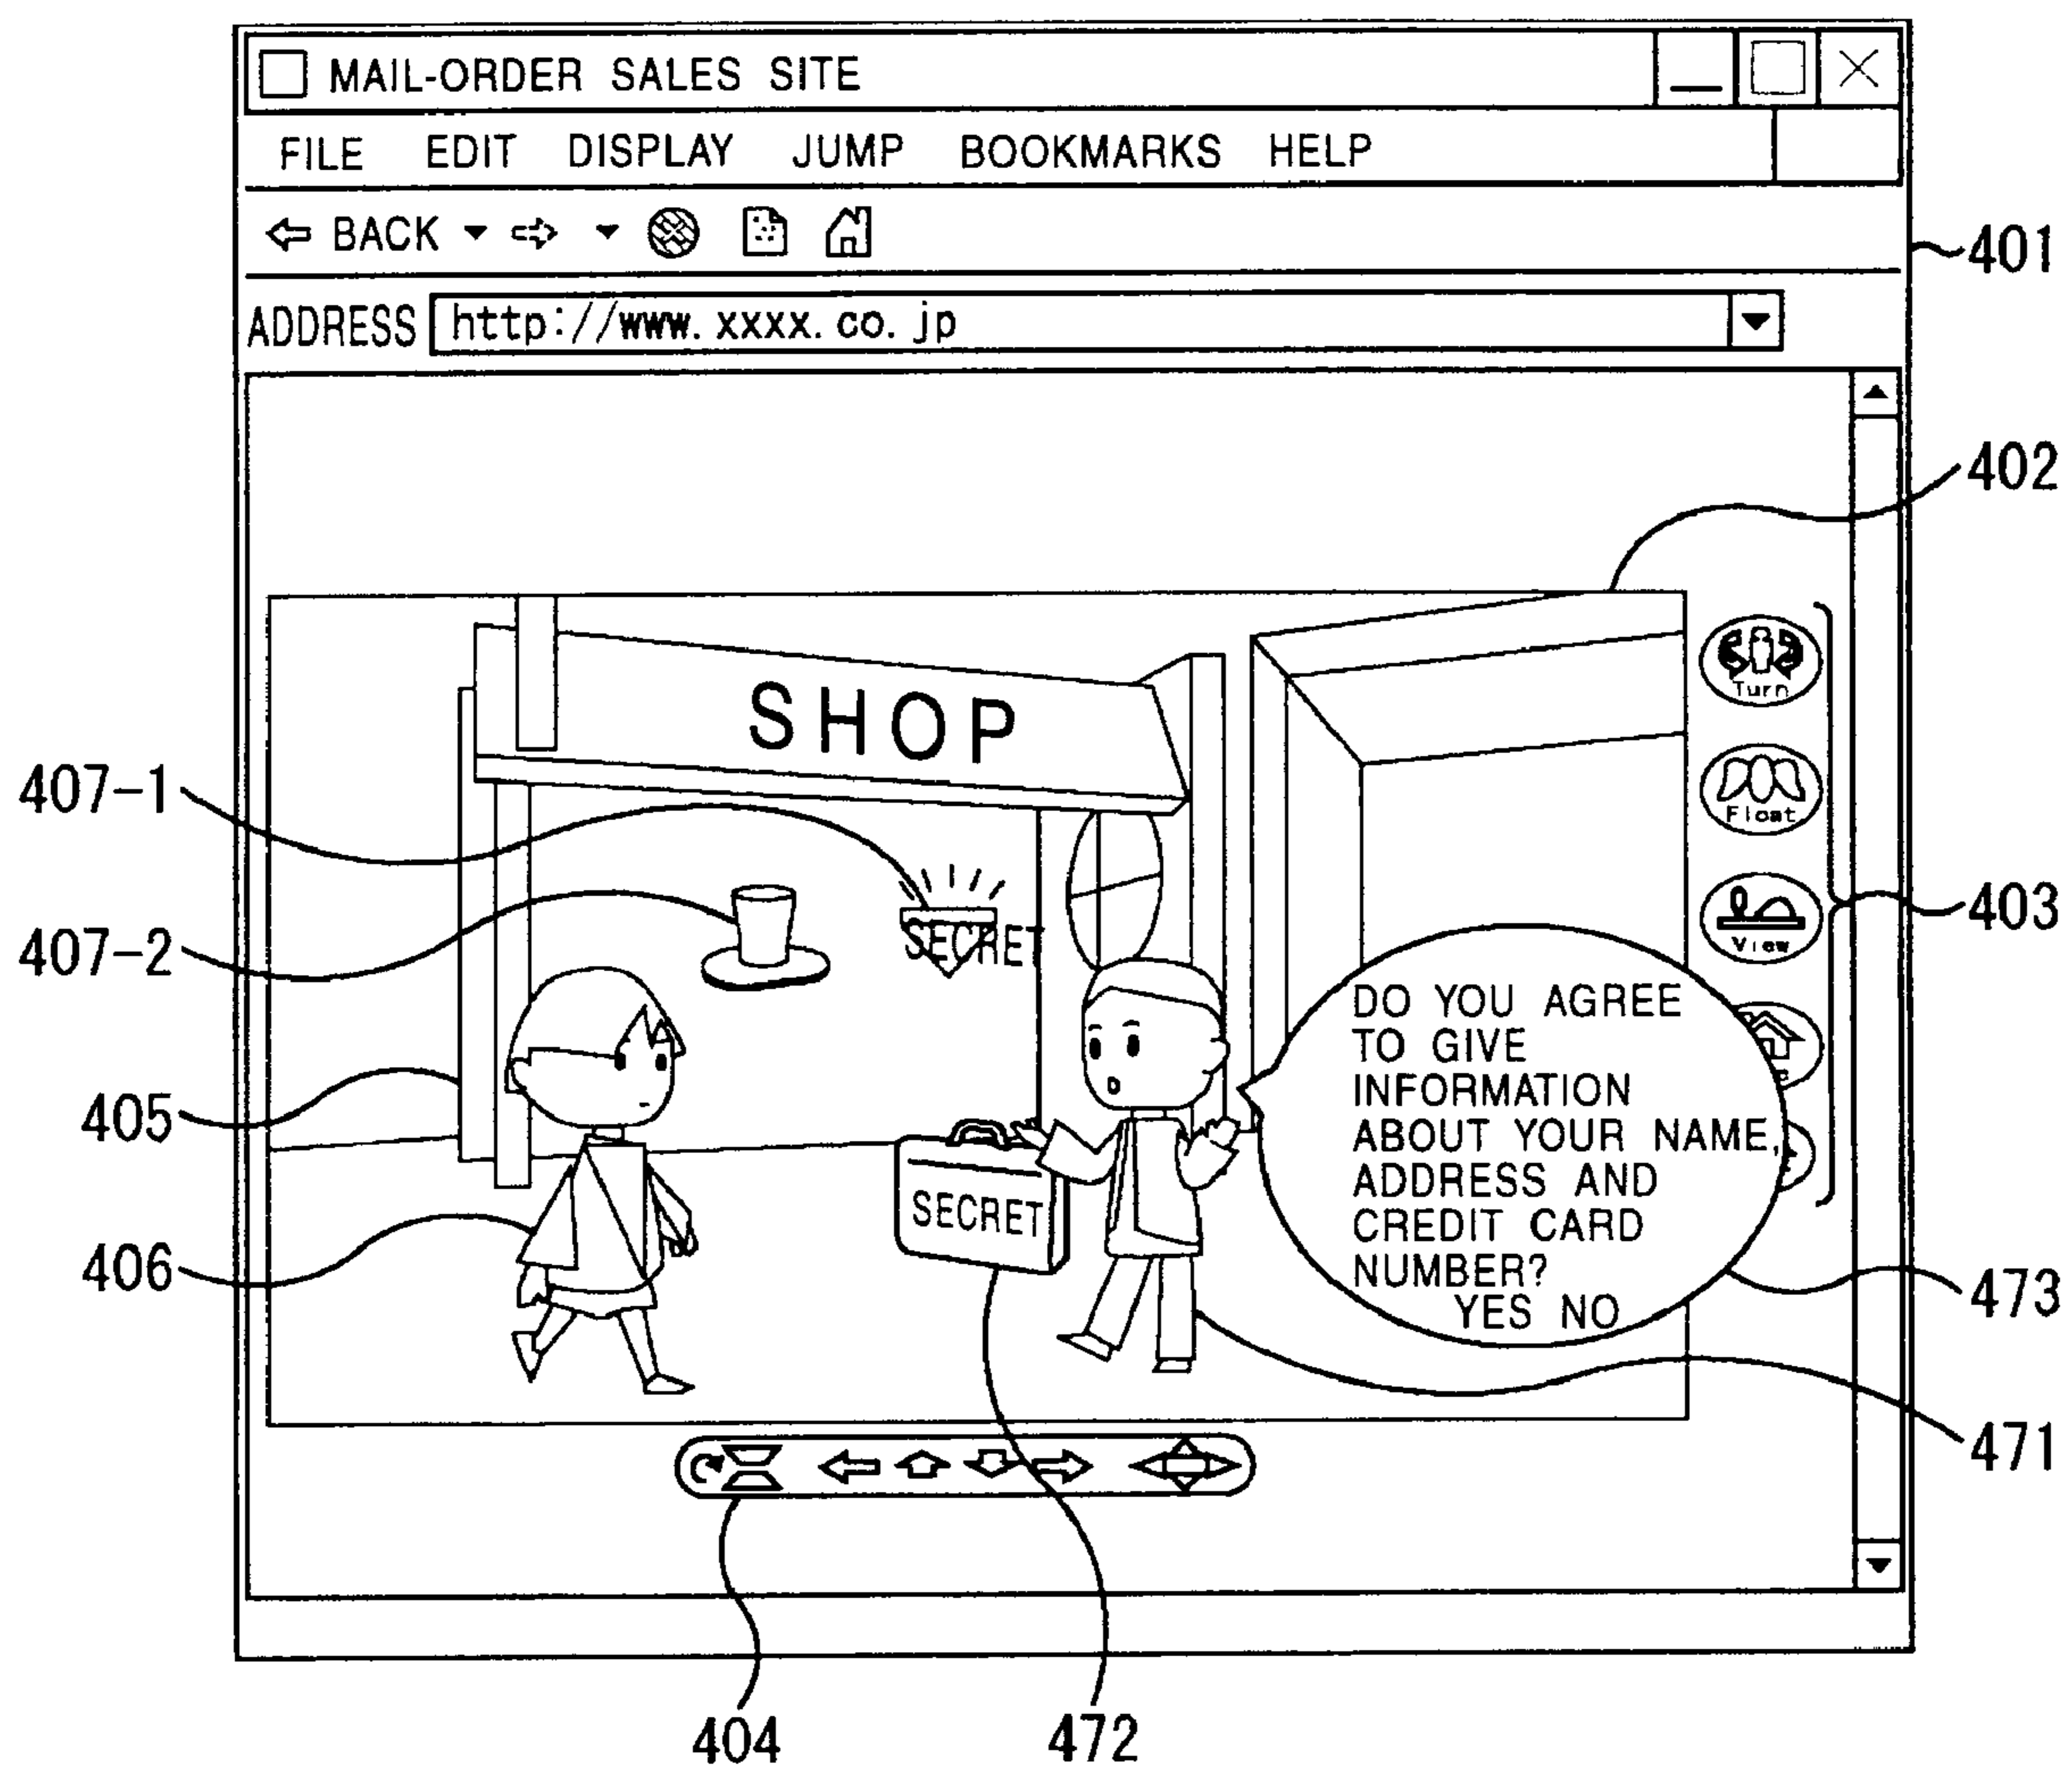 MAIL-ORDER SALES SITE
FILE EDIT DISPLAY JUMP BOOKMARKS HELP
BACK
401
ADDRESS http://www.xxxx.co.jp
402
SHOP
Turn
407-1
Float
403
407-2
SECRET
View
DO YOU AGREE
TO GIVE
INFORMATION
ABOUT YOUR NAME,
ADDRESS AND
CREDIT CARD
NUMBER?
YES NO
405
SECRET
406
473
471
404
472